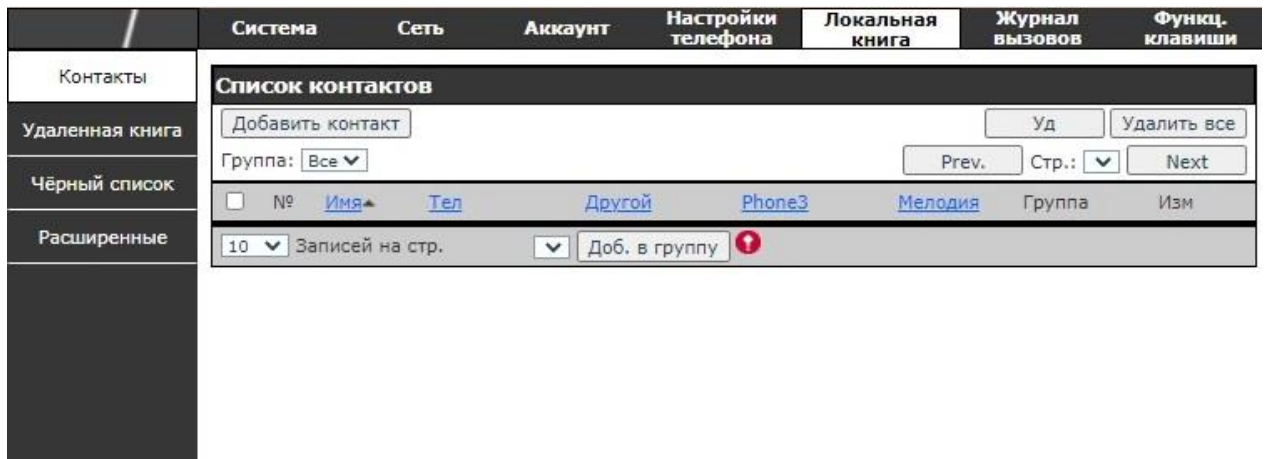 Система Сеть Аккаунт Настройки телефона Локальная книга Журнал вызовов Функц. клавиши
Контакты
Удаленная книга
Чёрный список
Расширенные
Список контактов
Добавить контакт Уд Удалить все
Группа: Все Prev. Стр.: Next
№ Имя Тел Другой Phone3 Мелодия Группа Изм
10 Записей на стр. Доб. в группу